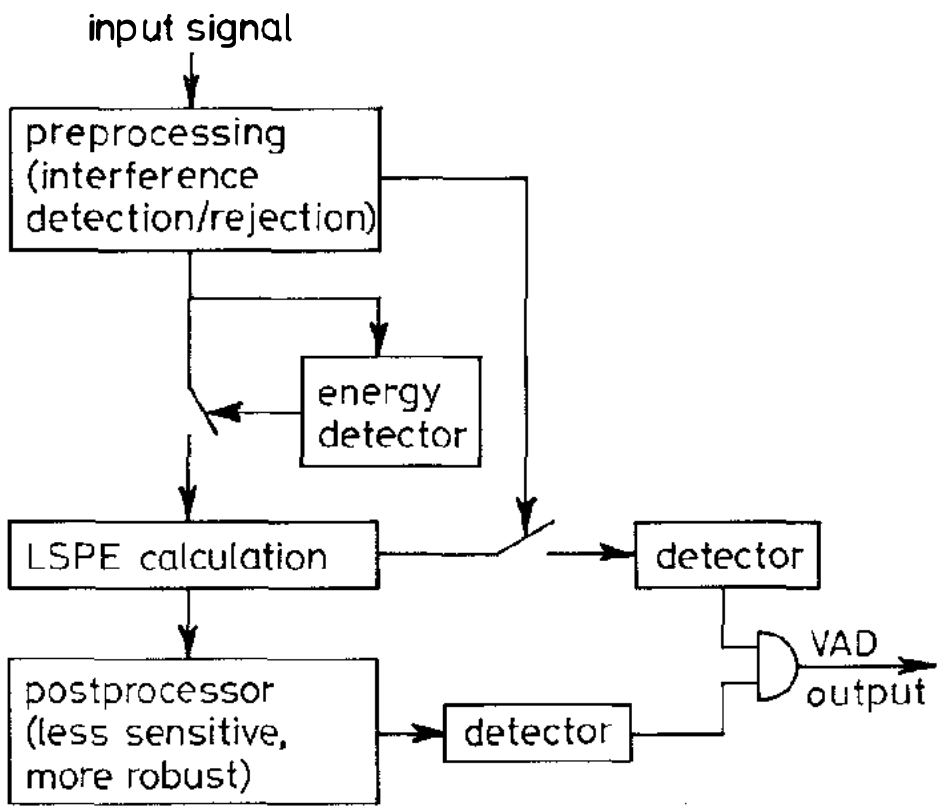 input signal
preprocessing
(interference
detection/rejection)
energy
detector
LSPE calculation
detector
VAD
output
postprocessor
(less sensitive,
more robust)
detector